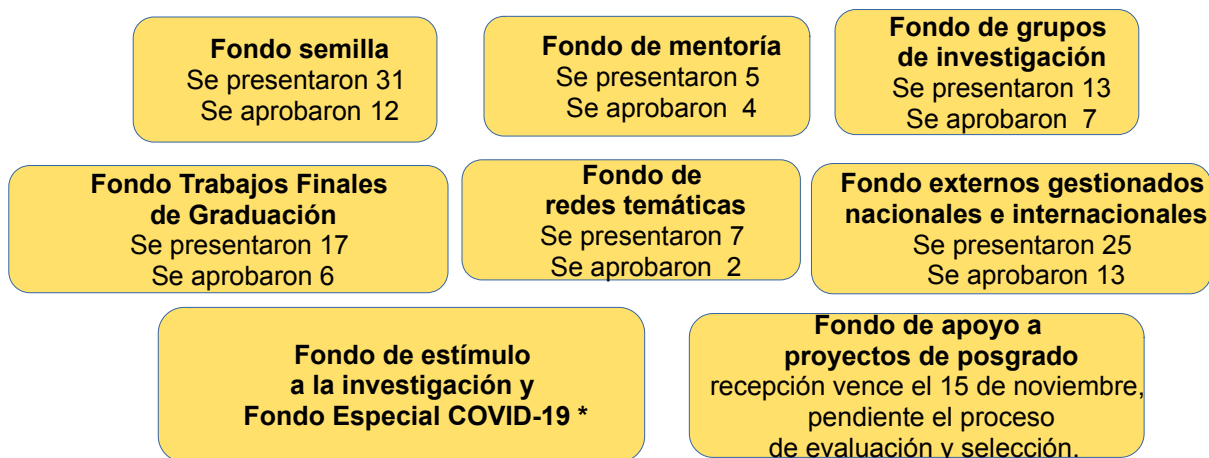 Fondo semilla
Se presentaron 31
Se aprobaron 12
Fondo de mentoría
Se presentaron 5
Se aprobaron 4
Fondo de grupos
de investigación
Se presentaron 13
Se aprobaron 7
Fondo Trabajos Finales
de Graduación
Se presentaron 17
Se aprobaron 6
Fondo de
redes temáticas
Se presentaron 7
Se aprobaron 2
Fondo externos gestionados
nacionales e internacionales
Se presentaron 25
Se aprobaron 13
Fondo de estímulo
a la investigación y
Fondo Especial COVID-19 *
Fondo de apoyo a
proyectos de posgrado
recepción vence el 15 de noviembre,
pendiente el proceso
de evaluación y selección.